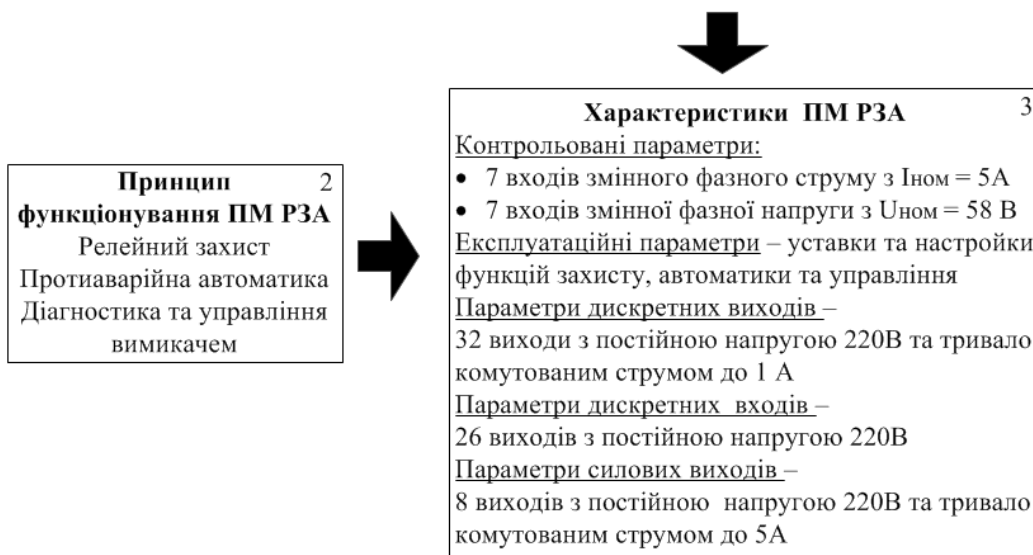 Принцип 2
функціонування ПМ РЗА
Релейний захист
Протиаварійна автоматика
Діагностика та управління
вимикачем
Характеристики ПМ РЗА 3
Контрольовані параметри:
• 7 входів змінного фазного струму з Iном = 5А
• 7 входів змінної фазної напруги з Uном = 58 В
Експлуатаційні параметри – уставки та настройки
функцій захисту, автоматики та управління
Параметри дискретних виходів –
32 виходи з постійною напругою 220В та тривало
комутованим струмом до 1 А
Параметри дискретних входів –
26 виходів з постійною напругою 220В
Параметри силових виходів –
8 виходів з постійною напругою 220В та тривало
комутованим струмом до 5А